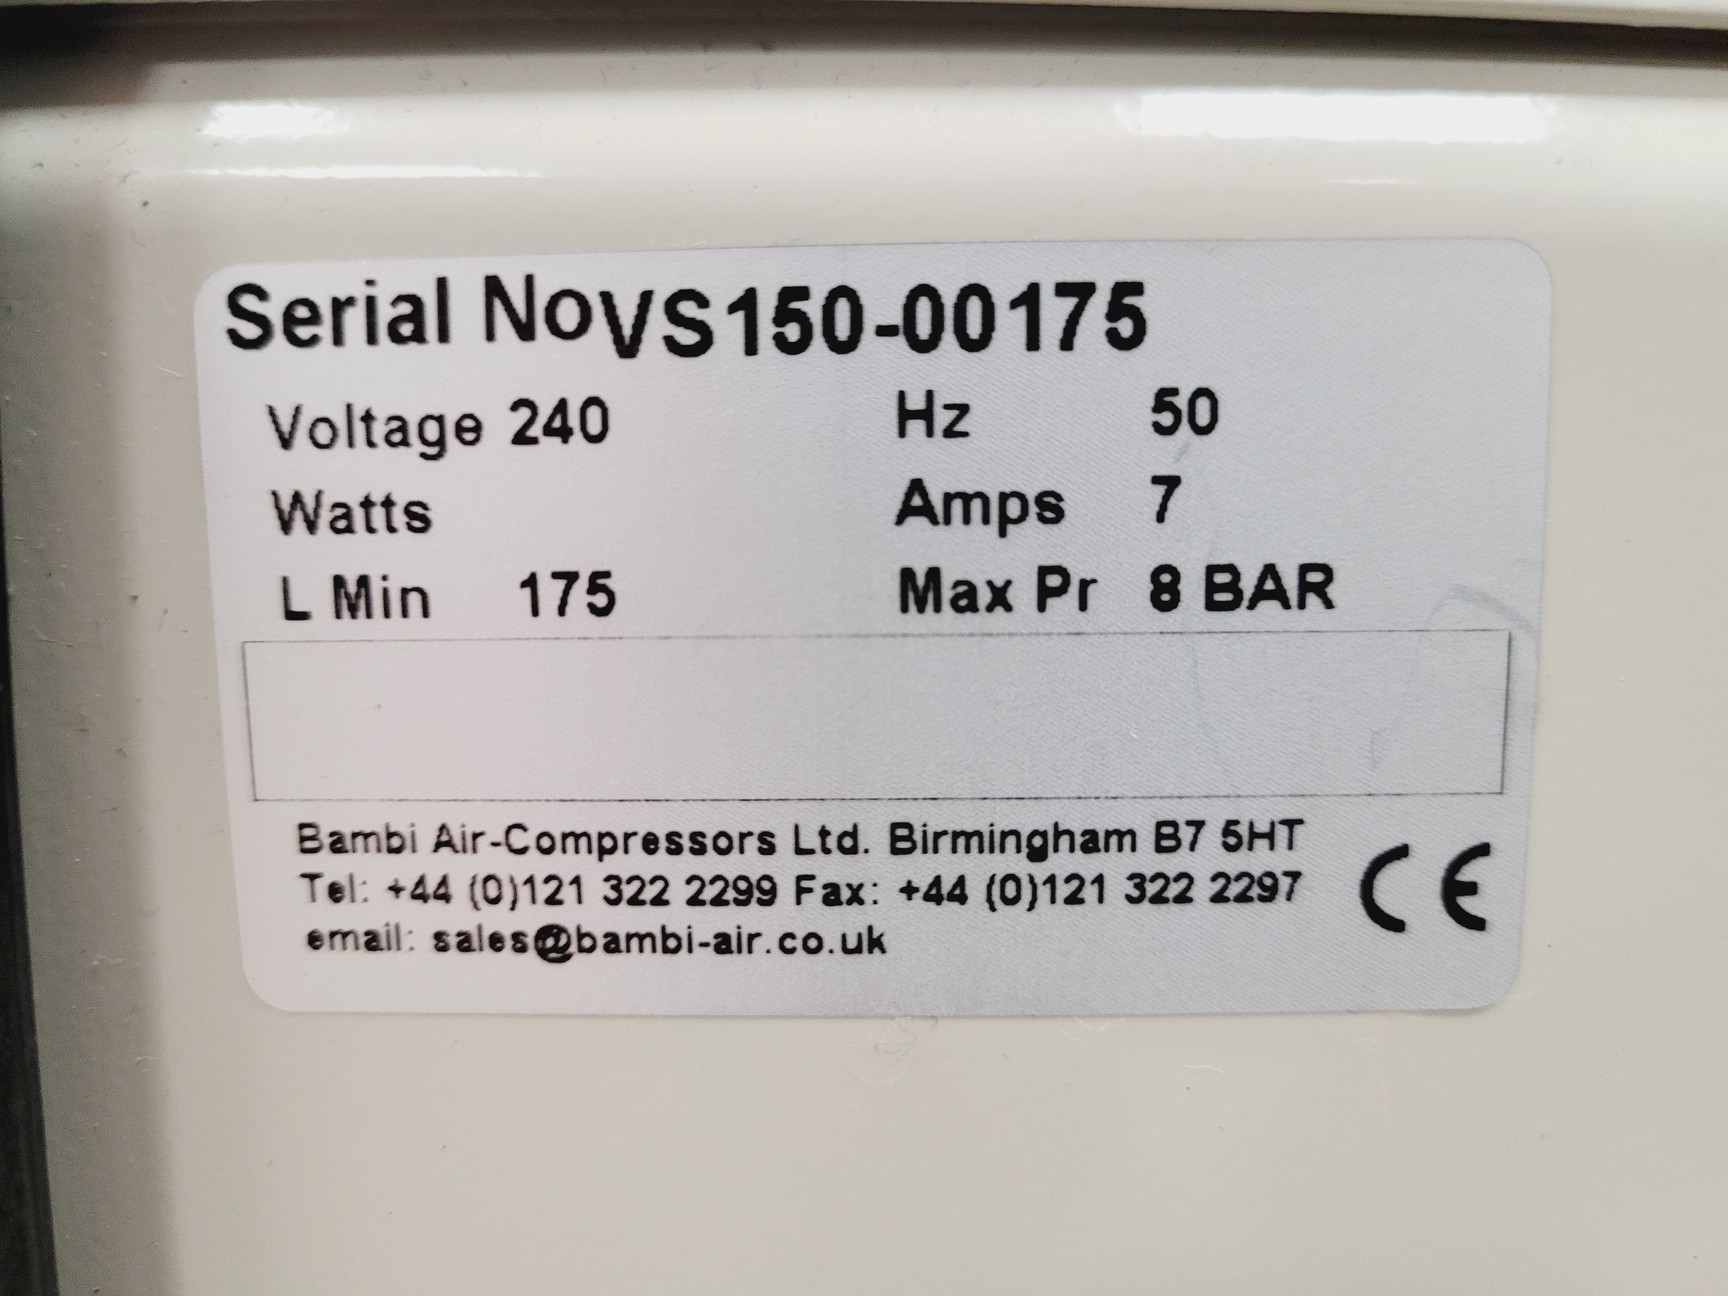 Serial No VS150-00175
Voltage 240 Hz 50
Watts Amps 7
L Min 175 Max Pr 8 BAR
Bambi Air-Compressors Ltd. Birmingham B7 5HT
Tel: +44 (0)121 322 2299 Fax: +44 (0)121 322 2297
email: sales@bambi-air.co.uk
CE